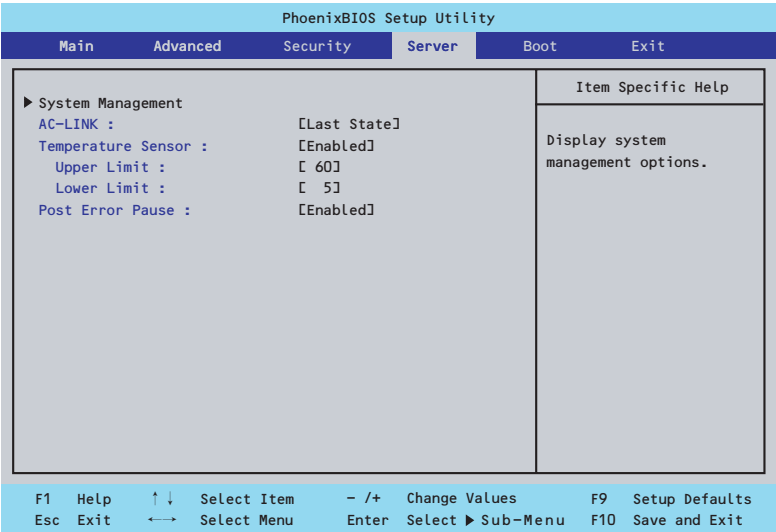 PhoenixBIOS Setup Utility
Main Advanced Security Server Boot Exit
Item Specific Help
▶ System Management
AC-LINK : [Last State]
Temperature Sensor : [Enabled]
Upper Limit : [ 60]
Lower Limit : [ 5]
Post Error Pause : [Enabled]
Display system
management options.
F1 Help ↑↓ Select Item - /+ Change Values F9 Setup Defaults
Esc Exit ←→ Select Menu Enter Select ▶ Sub-Menu F10 Save and Exit